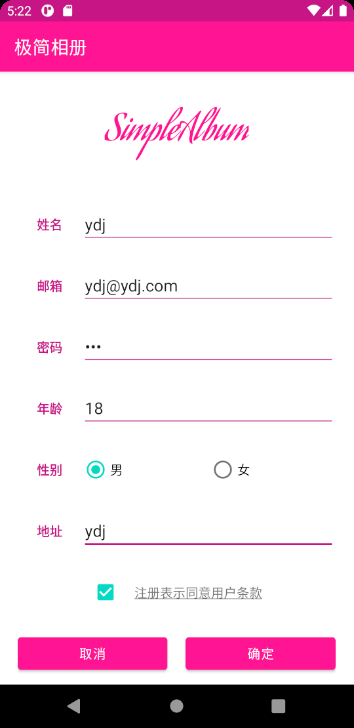 5:22
极简相册
SimpleAlbum
姓名 ydj
邮箱 ydj@ydj.com
密码 •••
年龄 18
性别 男 女
地址 ydj
注册表示同意用户条款
取消 确定